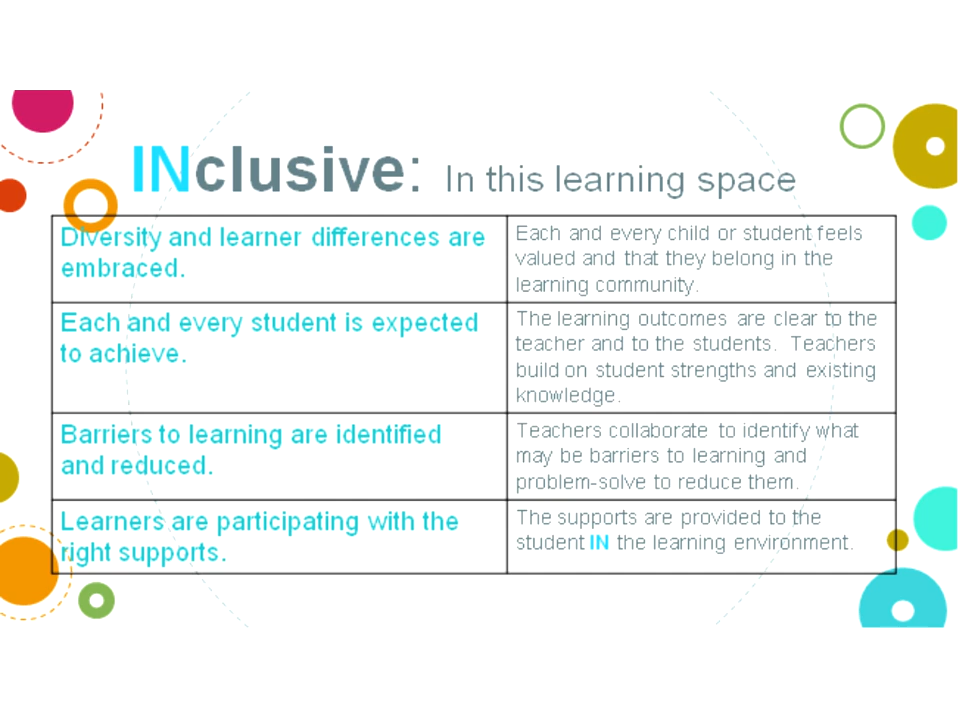 INclusive: In this learning space
Diversity and learner differences are
embraced.
Each and every child or student feels
valued and that they belong in the
learning community.
Each and every student is expected
to achieve.
The learning outcomes are clear to the
teacher and to the students. Teachers
build on student strengths and existing
knowledge.
Barriers to learning are identified
and reduced.
Teachers collaborate to identify what
may be barriers to learning and
problem-solve to reduce them.
Learners are participating with the
right supports.
The supports are provided to the
student IN the learning environment.